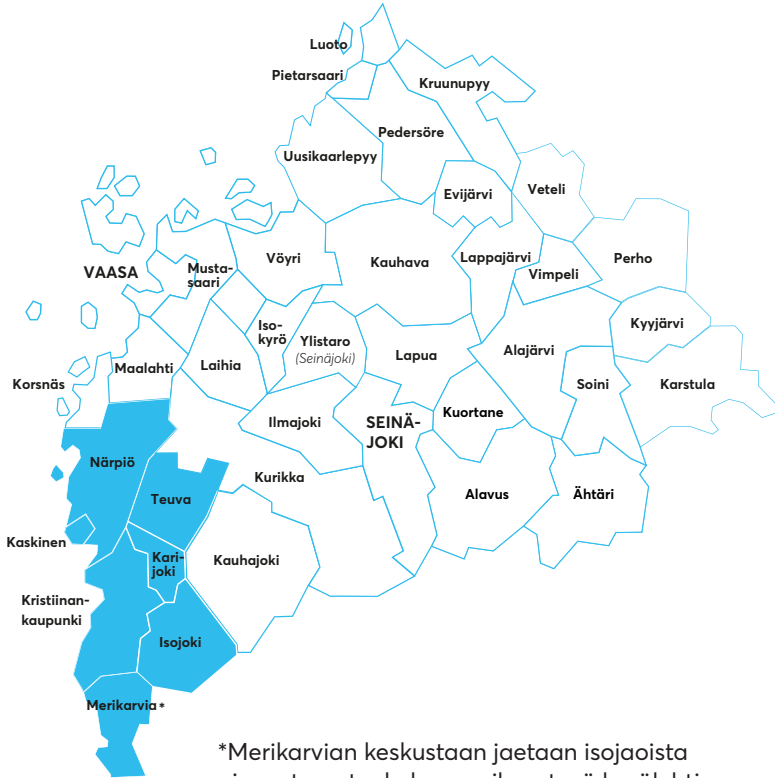 Luoto
Pietarsaari
Kruunupyy
Pedersöre
Uusikaarlepyy
Evijärvi
Veteli
VAASA
Musta-
saari
Vöyri
Kauhava
Lappajärvi
Vimpeli
Perho
Korsnäs
Maalahti
Laihia
Iso-
kyrö
Ylistaro
(Seinäjoki)
Lapua
Alajärvi
Kyyjärvi
Soini
Karstula
Ilmajoki
SEINÄ-
JOKI
Kuortane
Närpiö
Teuva
Kurikka
Alavus
Ähtäri
Kaskinen
Kari-
joki
Kauhajoki
Kristiinan-
kaupunki
Isojoki
Merikarvia*
*Merikarvian keskustaan jaetaan isojaoista